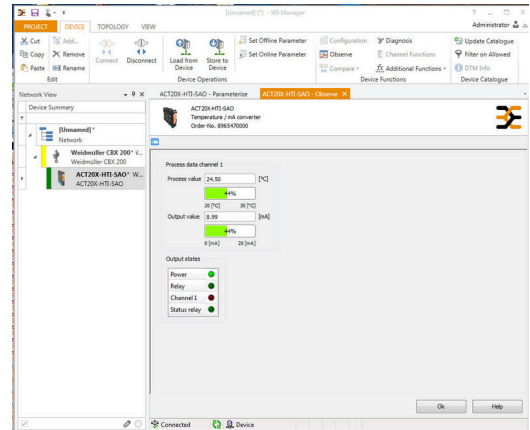 [Unnamed] (*) - WI-Manager
PROJECT DEVICE TOPOLOGY VIEW Administrator
Cut Add... Set Offline Parameter Configuration Diagnosis Update Catalogue
Copy Remove Connect Disconnect Load from Device Store to Device Set Online Parameter Observe Channel Functions Filter on Allowed
Paste Rename Compare Additional Functions DTM Info
Edit Device Operations Device Functions Device Catalogue
Network View ACT20X-HTI-SAO - Parameterize ACT20X-HTI-SAO - Observe
Device Summary
ACT20X-HTI-SAO
Temperature / mA converter
Order-No. 8965470000
[Unnamed]*
Network
Weidmüller CBX 200*
Weidmüller CBX 200
ACT20X-HTI-SAO* W...
ACT20X-HTI-SAO
Process data channel 1
Process value 24.50 [°C]
44%
20 [°C] 30 [°C]
Output value 8.99 [mA]
44%
0 [mA] 20 [mA]
Output states
Power
Relay
Channel 1
Status relay
Ok Help
Connected Device